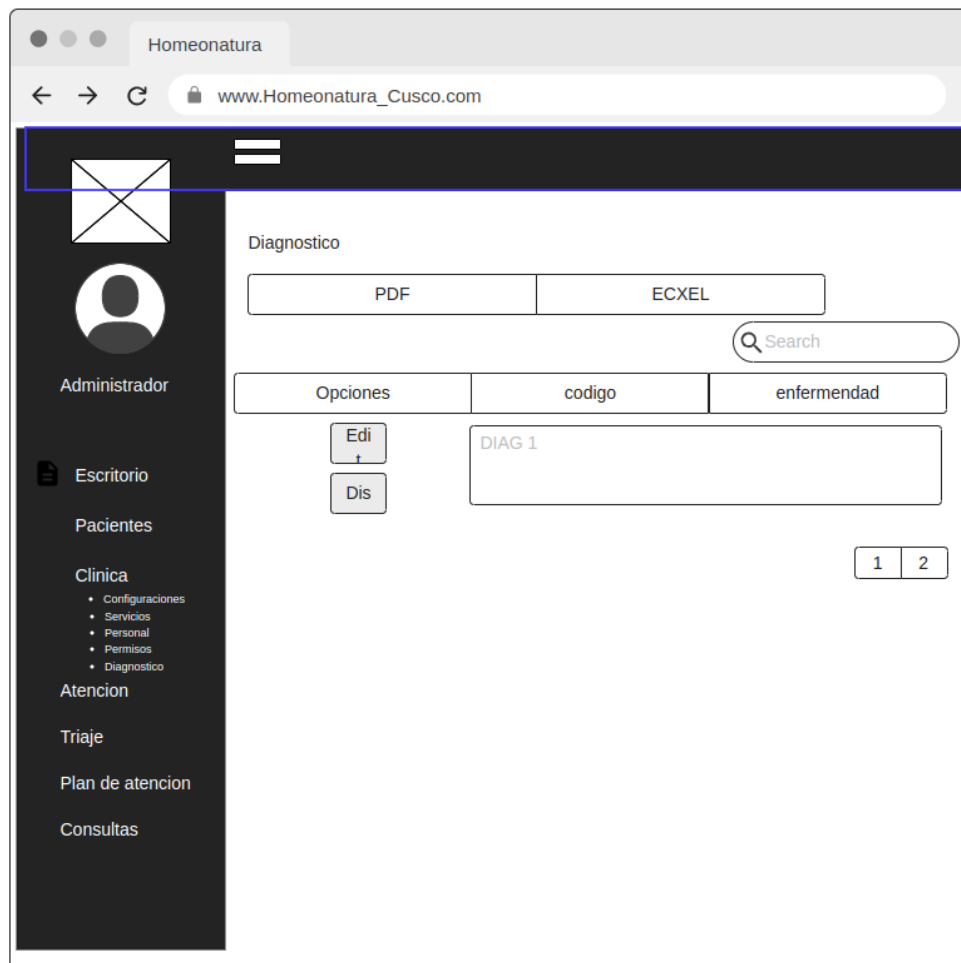 Homeonatura
www.Homeonatura_Cusco.com
Diagnostico
PDF ECXEL
Search
Administrador
Opciones codigo enfermendad
Edi
t
DIAG 1
Dis
Escritorio
Pacientes
1 2
Clinica
Configuraciones
Servicios
Personal
Permisos
Diagnostico
Atencion
Triaje
Plan de atencion
Consultas